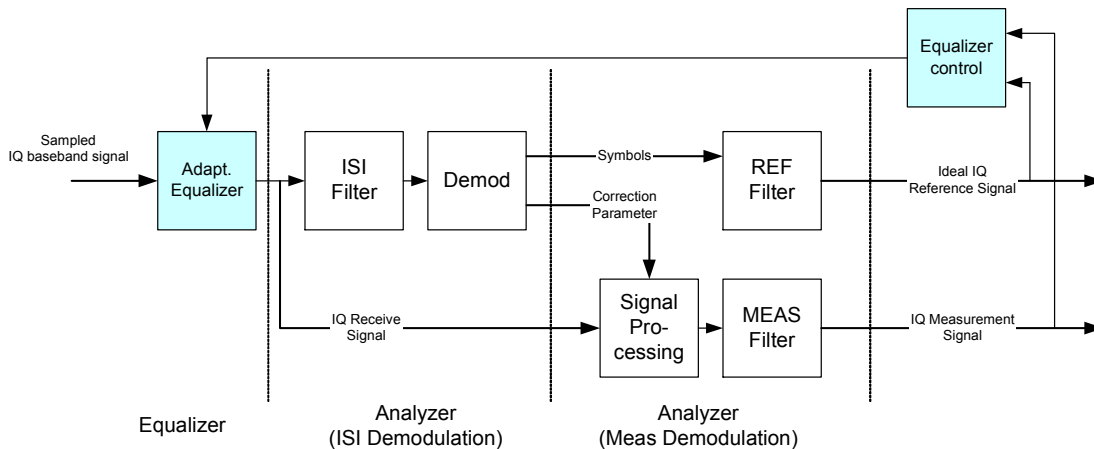 Equalizer
control
Sampled
IQ baseband signal
Adapt.
Equalizer
ISI
Filter
Demod
Symbols
REF
Filter
Ideal IQ
Reference Signal
Correction
Parameter
IQ Receive
Signal
Signal
Pro-
cessing
MEAS
Filter
IQ Measurement
Signal
Equalizer
Analyzer
(ISI Demodulation)
Analyzer
(Meas Demodulation)